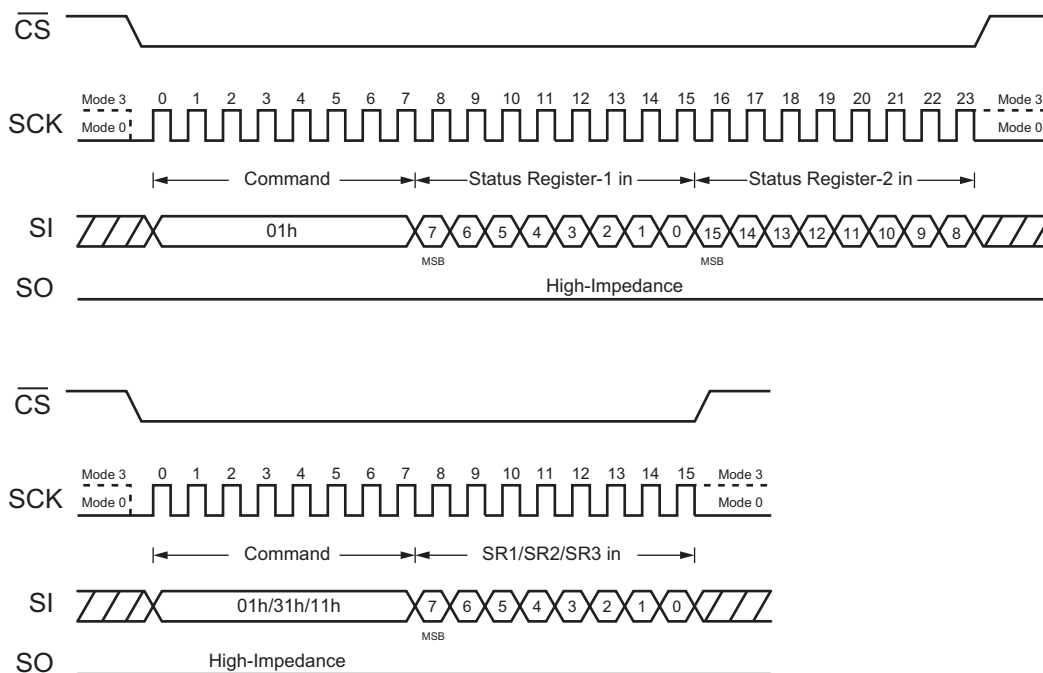 CS
Mode 3 0 1 2 3 4 5 6 7 8 9 10 11 12 13 14 15 16 17 18 19 20 21 22 23 Mode 3
SCK
Mode 0 Mode 0
Command Status Register-1 in Status Register-2 in
SI 01h 7 6 5 4 3 2 1 0 15 14 13 12 11 10 9 8
MSB MSB
High-Impedance
SO
CS
Mode 3 0 1 2 3 4 5 6 7 8 9 10 11 12 13 14 15 Mode 3
SCK
Mode 0 Mode 0
Command SR1/SR2/SR3 in
SI 01h/31h/11h 7 6 5 4 3 2 1 0
MSB
SO High-Impedance